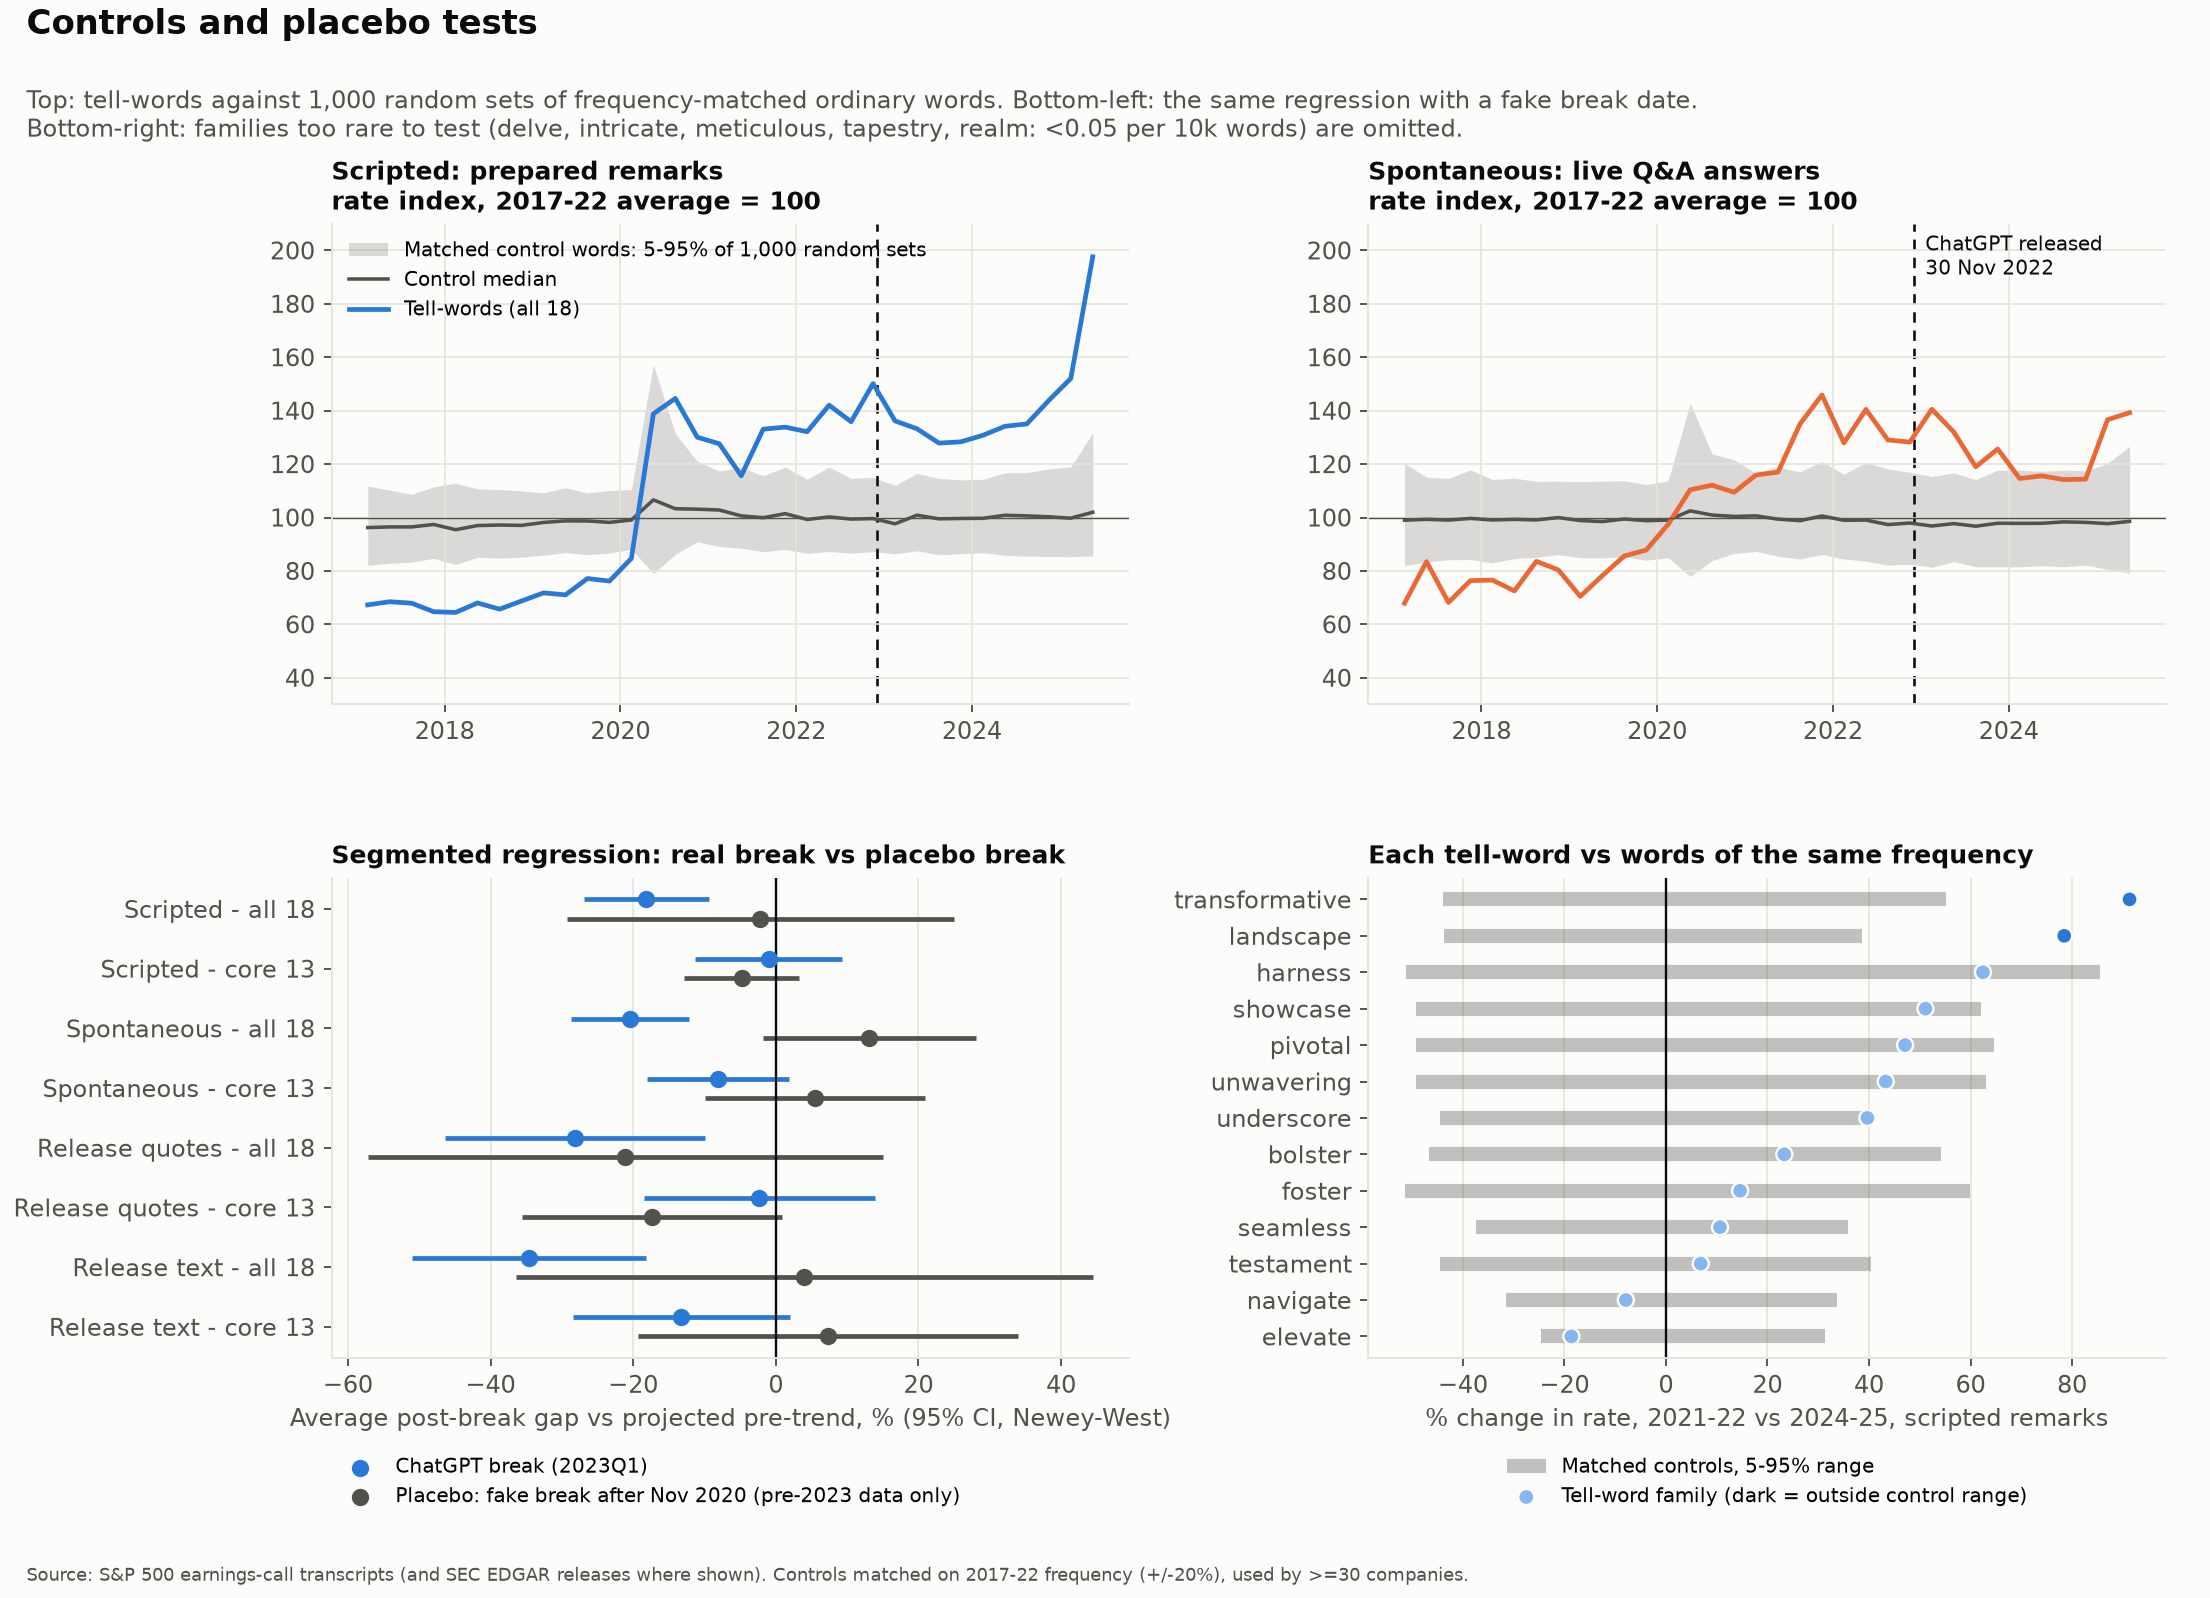 Controls and placebo tests
Top: tell-words against 1,000 random sets of frequency-matched ordinary words. Bottom-left: the same regression with a fake break date.
Bottom-right: families too rare to test (delve, intricate, meticulous, tapestry, realm: <0.05 per 10k words) are omitted.
Scripted: prepared remarks
rate index, 2017-22 average = 100
200
180
160
140
120
100
80
60
40
Matched control words: 5-95% of 1,000 random sets
Control median
Tell-words (all 18)
2018
2020
2022
2024
Spontaneous: live Q&A answers
rate index, 2017-22 average = 100
200
180
160
140
120
100
80
60
40
ChatGPT released
30 Nov 2022
2018
2020
2022
2024
Segmented regression: real break vs placebo break
Scripted - all 18
Scripted - core 13
Spontaneous - all 18
Spontaneous - core 13
Release quotes - all 18
Release quotes - core 13
Release text - all 18
Release text - core 13
−60
−40
−20
0
20
40
Average post-break gap vs projected pre-trend, % (95% CI, Newey-West)
ChatGPT break (2023Q1)
Placebo: fake break after Nov 2020 (pre-2023 data only)
Each tell-word vs words of the same frequency
transformative
landscape
harness
showcase
pivotal
unwavering
underscore
bolster
foster
seamless
testament
navigate
elevate
−40
−20
0
20
40
60
80
% change in rate, 2021-22 vs 2024-25, scripted remarks
Matched controls, 5-95% range
Tell-word family (dark = outside control range)
Source: S&P 500 earnings-call transcripts (and SEC EDGAR releases where shown). Controls matched on 2017-22 frequency (+/-20%), used by >=30 companies.